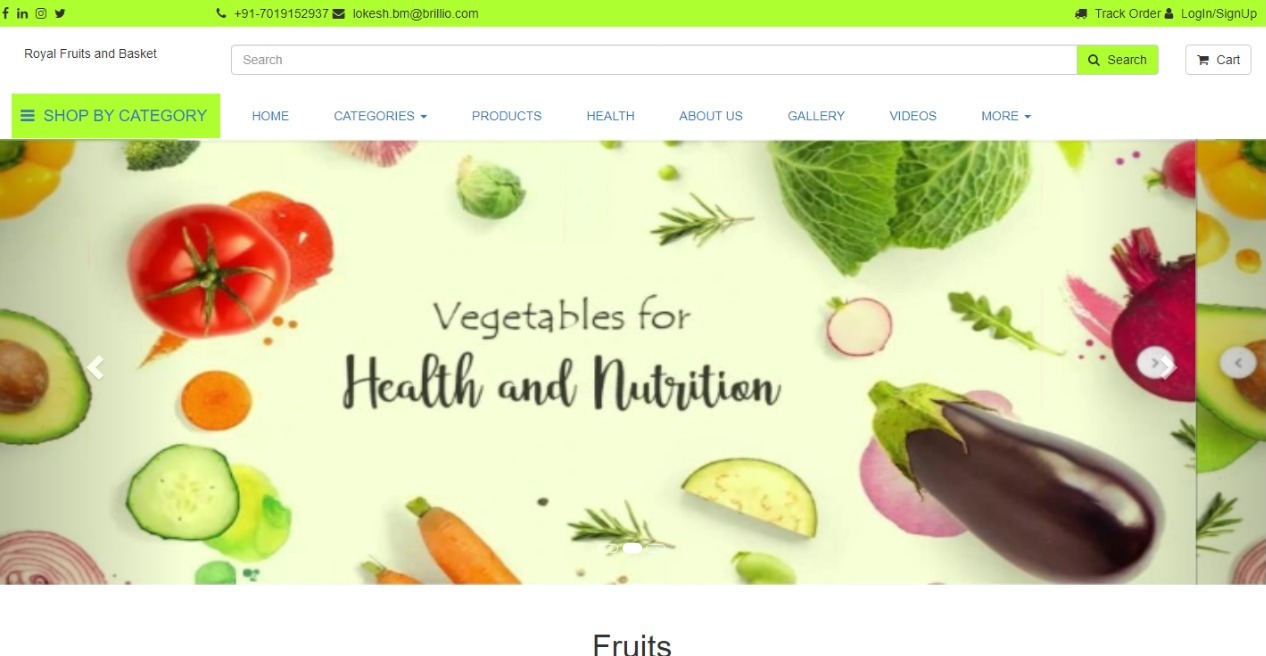 +91-7019152937 lokesh.bm@brillio.com Track Order LogIn/SignUp
Royal Fruits and Basket
Search Search Cart
SHOP BY CATEGORY HOME CATEGORIES PRODUCTS HEALTH ABOUT US GALLERY VIDEOS MORE
Vegetables for
Health and Nutrition
Fruits